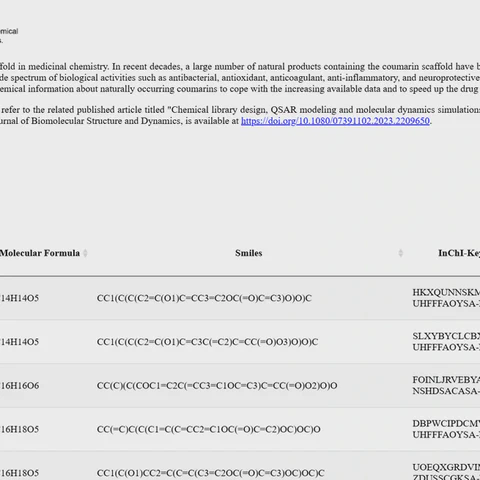 emical
s.
fold in medicinal chemistry. In recent decades, a large number of natural products containing the coumarin scaffold have b
de spectrum of biological activities such as antibacterial, antioxidant, anticoagulant, anti-inflammatory, and neuroprotective
hemical information about naturally occurring coumarins to cope with the increasing available data and to speed up the drug
refer to the related published article titled "Chemical library design, QSAR modeling and molecular dynamics simulations
urnal of Biomolecular Structure and Dynamics, is available at https://doi.org/10.1080/07391102.2023.2209650.
Molecular Formula Smiles InChI-Key
14H14O5 CC1(C(C(C2=C(O1)C=CC3=C2OC(=O)C=C3)O)O)C HKXQUNNSKM
UHFFFAOYSA-
14H14O5 CC1(C(C(C2=C(O1)C=C3C(=C2)C=CC(=O)O3)O)O)C SLXYBYCLCBX
UHFFFAOYSA-
16H16O6 CC(C)(C(COC1=C2C(=CC3=C1OC=C3)C=CC(=O)O2)O)O FOINLJRVEBYA
NSHDSACASA-
16H18O5 CC(=C)C(C(C1=C(C=CC2=C1OC(=O)C=C2)OC)OC)O DBPWCIPDCMV
UHFFFAOYSA-
16H18O5 CC1(C(O1)CC2=C(C=C(C3=C2OC(=O)C=C3)OC)OC)C UOEQXGRDVIM
ZDUSSCGKSA-